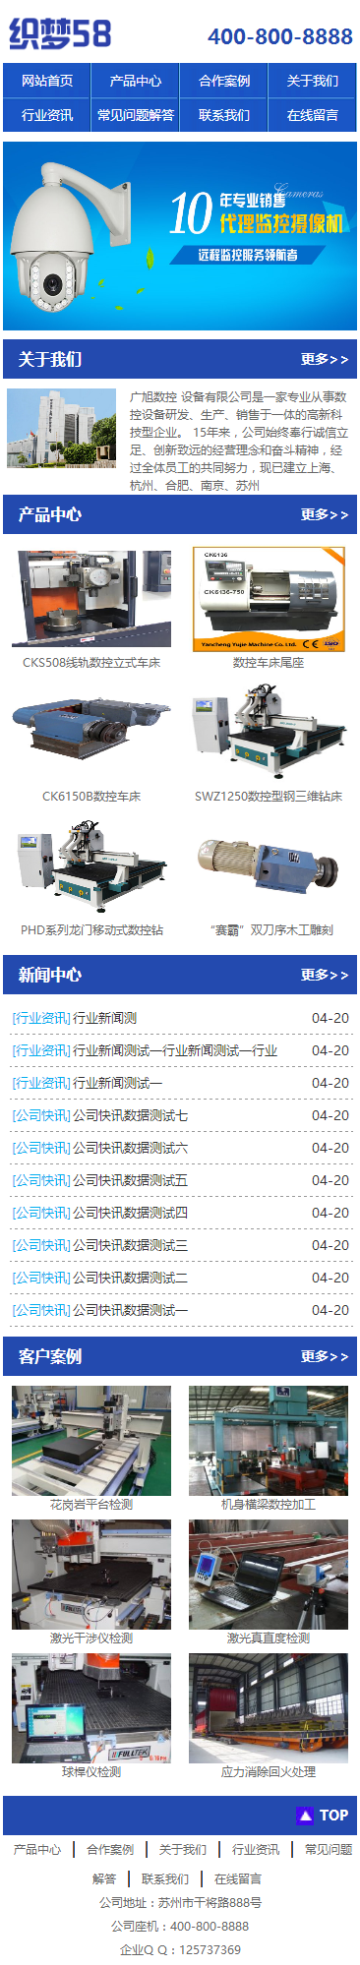 织梦58
400-800-8888
网站首页 产品中心 合作案例 关于我们
行业资讯 常见问题解答 联系我们 在线留言
Cameras
10年专业销售
代理监控摄像机
远程监控服务领航者
关于我们 更多>>
广旭数控 设备有限公司是一家专业从事数
控设备研发、生产、销售于一体的高新科
技型企业。 15年来，公司始终奉行诚信立
足、创新致远的经营理念和奋斗精神，经
过全体员工的共同努力，现已建立上海、
杭州、合肥、南京、苏州
产品中心 更多>>
CK6136
CK6136-750
Yancheng Yujie Machine Co. Ltd.
CKS508线轨数控立式车床 数控车床尾座
CK6150B数控车床 SWZ1250数控型钢三维钻床
PHD系列龙门移动式数控钻 “赛霸”双刀序木工雕刻
新闻中心 更多>>
[行业资讯] 行业新闻测 04-20
[行业资讯] 行业新闻测试一行业新闻测试一行业 04-20
[行业资讯] 行业新闻测试一 04-20
[公司快讯] 公司快讯数据测试七 04-20
[公司快讯] 公司快讯数据测试六 04-20
[公司快讯] 公司快讯数据测试五 04-20
[公司快讯] 公司快讯数据测试四 04-20
[公司快讯] 公司快讯数据测试三 04-20
[公司快讯] 公司快讯数据测试二 04-20
[公司快讯] 公司快讯数据测试一 04-20
客户案例 更多>>
花岗岩平台检测 机身横梁数控加工
激光干涉仪检测 激光真直度检测
FULLTEK
球桿仪检测 应力消除回火处理
TOP
产品中心 | 合作案例 | 关于我们 | 行业资讯 | 常见问题
解答 | 联系我们 | 在线留言
公司地址：苏州市干将路888号
公司座机：400-800-8888
企业Q Q：125737369